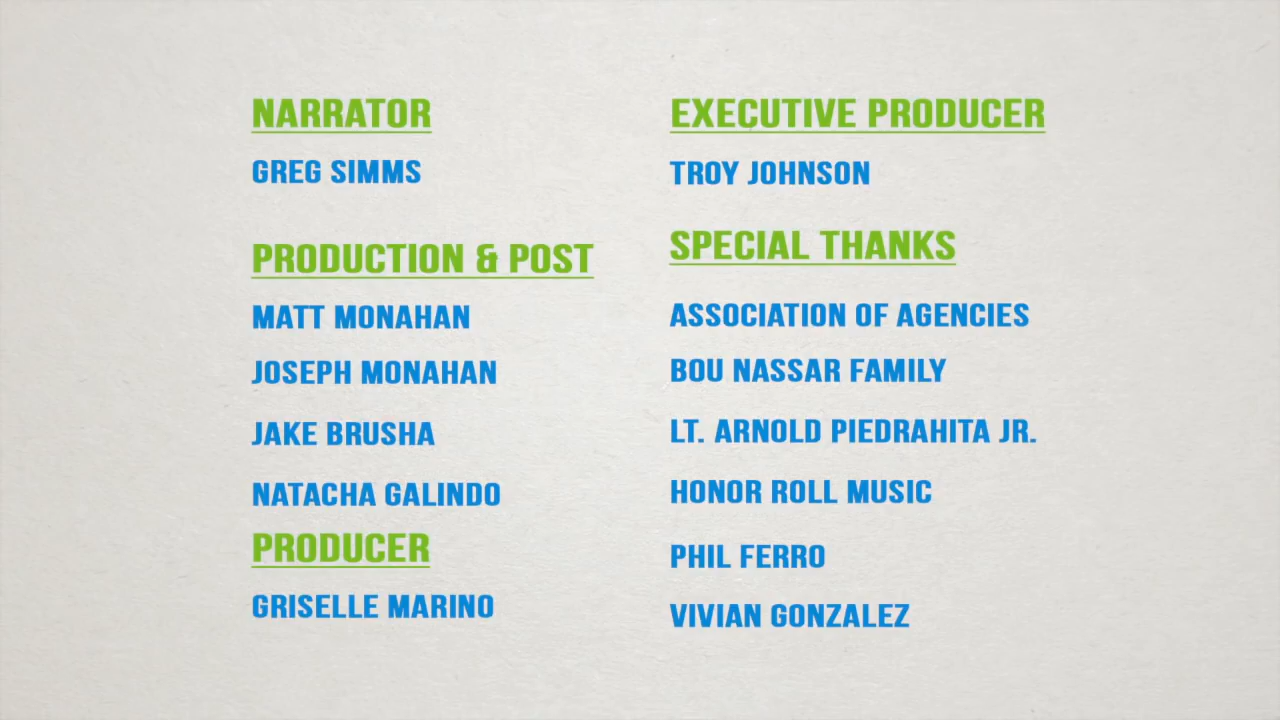 NARRATOR
GREG SIMMS
PRODUCTION & POST
MATT MONAHAN
JOSEPH MONAHAN
JAKE BRUSHA
NATACHA GALINDO
PRODUCER
GRISELLE MARINO
EXECUTIVE PRODUCER
TROY JOHNSON
SPECIAL THANKS
ASSOCIATION OF AGENCIES
BOU NASSAR FAMILY
LT. ARNOLD PIEDRAHITA JR.
HONOR ROLL MUSIC
PHIL FERRO
VIVIAN GONZALEZ